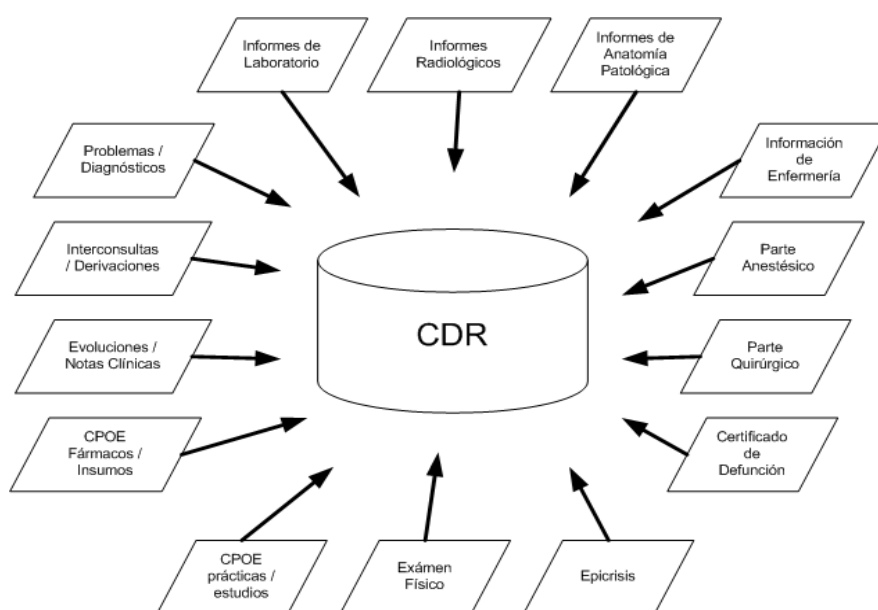 Informes de
Laboratorio
Informes
Radiológicos
Informes de
Anatomía
Patológica
Problemas /
Diagnósticos
Información
de
Enfermería
Interconsultas
/ Derivaciones
Parte
Anestésico
CDR
Evoluciones /
Notas Clínicas
Parte
Quirúrgico
CPOE
Fármacos /
Insumos
Certificado
de
Defunción
CPOE
prácticas /
estudios
Exámen
Físico
Epicrisis